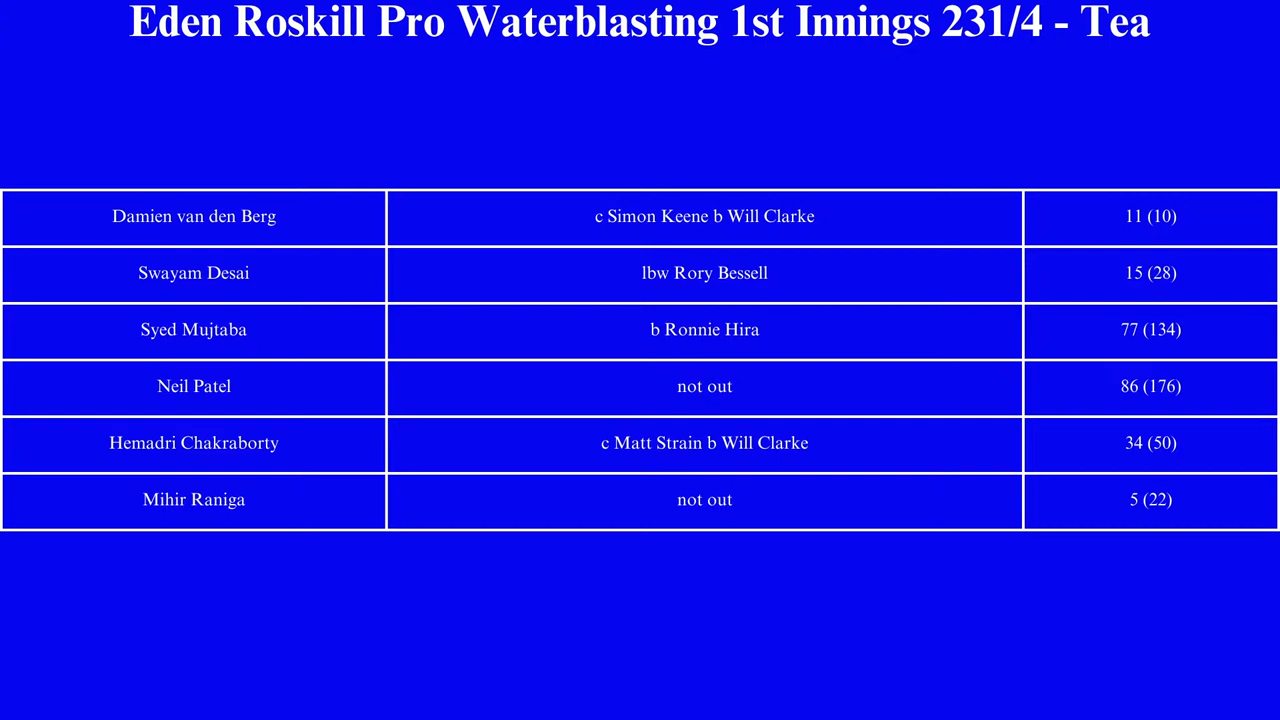 Eden Roskill Pro Waterblasting 1st Innings 231/4 - Tea
Damien van den Berg c Simon Keene b Will Clarke 11 (10)
Swayam Desai lbw Rory Bessell 15 (28)
Syed Mujtaba b Ronnie Hira 77 (134)
Neil Patel not out 86 (176)
Hemadri Chakraborty c Matt Strain b Will Clarke 34 (50)
Mihir Raniga not out 5 (22)